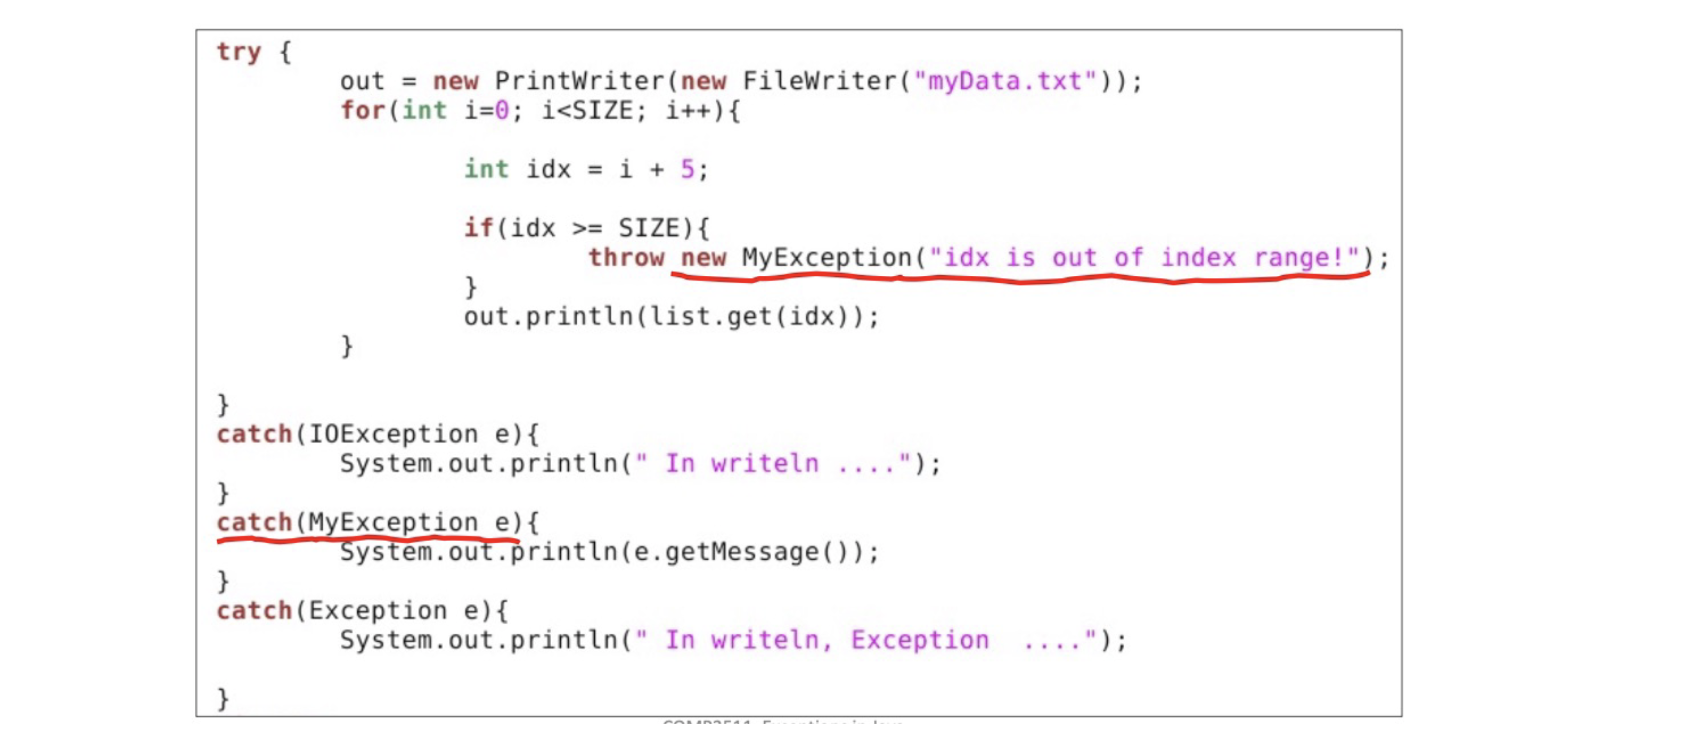 try {
out = new PrintWriter(new FileWriter("myData.txt"));
for(int i=0; i<SIZE; i++){
int idx = i + 5;
if(idx >= SIZE){
throw new MyException("idx is out of index range!");
}
out.println(list.get(idx));
}
}
catch(IOException e){
System.out.println(" In writeln ....");
}
catch(MyException e){
System.out.println(e.getMessage());
}
catch(Exception e){
System.out.println(" In writeln, Exception  ....");
}